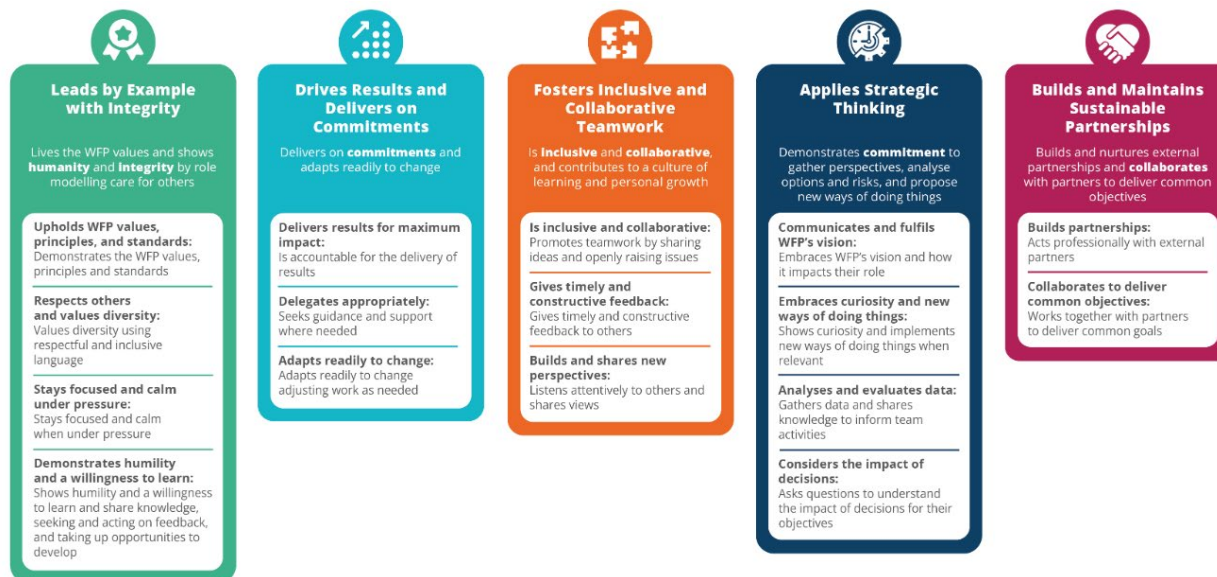 Leads by Example
with Integrity
Lives the WFP values and shows
humanity and integrity by role
modelling care for others
Upholds WFP values,
principles, and standards:
Demonstrates the WFP values,
principles and standards
Respects others
and values diversity:
Values diversity using
respectful and inclusive
language
Stays focused and calm
under pressure:
Stays focused and calm
when under pressure
Demonstrates humility
and a willingness to learn:
Shows humility and a willingness
to learn and share knowledge,
seeking and acting on feedback,
and taking up opportunities to
develop
Drives Results and
Delivers on
Commitments
Delivers on commitments and
adapts readily to change
Delivers results for maximum
impact:
Is accountable for the delivery of
results
Delegates appropriately:
Seeks guidance and support
where needed
Adapts readily to change:
Adapts readily to change
adjusting work as needed
Fosters Inclusive and
Collaborative
Teamwork
Is inclusive and collaborative,
and contributes to a culture of
learning and personal growth
Is inclusive and collaborative:
Promotes teamwork by sharing
ideas and openly raising issues
Gives timely and
constructive feedback:
Gives timely and constructive
feedback to others
Builds and shares new
perspectives:
Listens attentively to others and
shares views
Applies Strategic
Thinking
Demonstrates commitment to
gather perspectives, analyse
options and risks, and propose
new ways of doing things
Communicates and fulfils
WFP's vision:
Embraces WFP's vision and how
it impacts their role
Embraces curiosity and new
ways of doing things:
Shows curiosity and implements
new ways of doing things when
relevant
Analyses and evaluates data:
Gathers data and shares
knowledge to inform team
activities
Considers the impact of
decisions:
Asks questions to understand
the impact of decisions for their
objectives
Builds and Maintains
Sustainable
Partnerships
Builds and nurtures external
partnerships and collaborates
with partners to deliver common
objectives
Builds partnerships:
Acts professionally with external
partners
Collaborates to deliver
common objectives:
Works together with partners
to deliver common goals